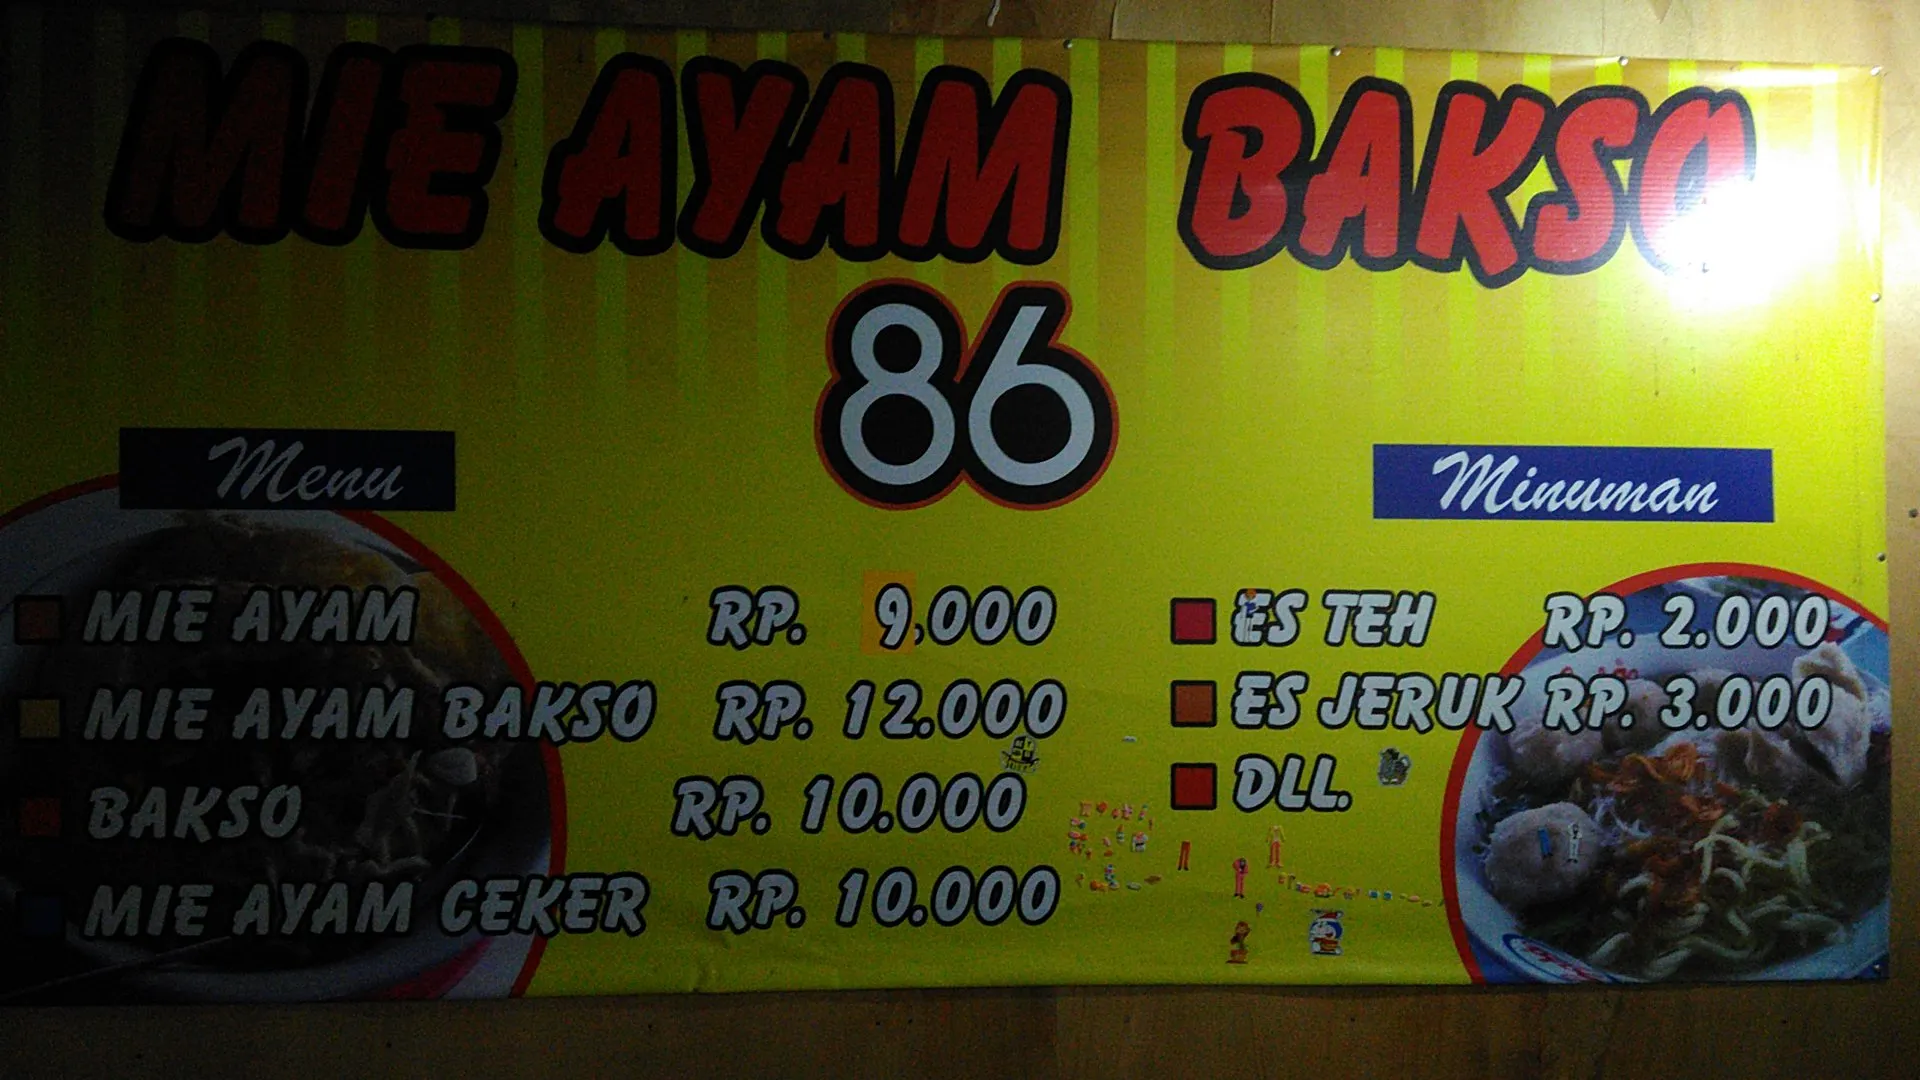 MIE AYAM BAKSO
86
Menu
MIE AYAM RP. 9,000
MIE AYAM BAKSO RP. 12.000
BAKSO RP. 10.000
MIE AYAM CEKER RP. 10.000
Minuman
ES TEH RP. 2.000
ES JERUK RP. 3.000
DLL.